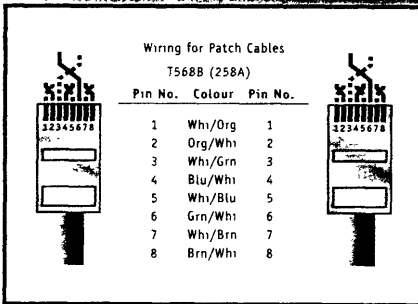 Wiring for Patch Cables
T568B (258A)
Pin No. Colour Pin No.
12345678
12345678
1 Whi/Org 1
2 Org/Whi 2
3 Whi/Grn 3
4 Blu/Whi 4
5 Whi/Blu 5
6 Grn/Whi 6
7 Whi/Brn 7
8 Brn/Whi 8